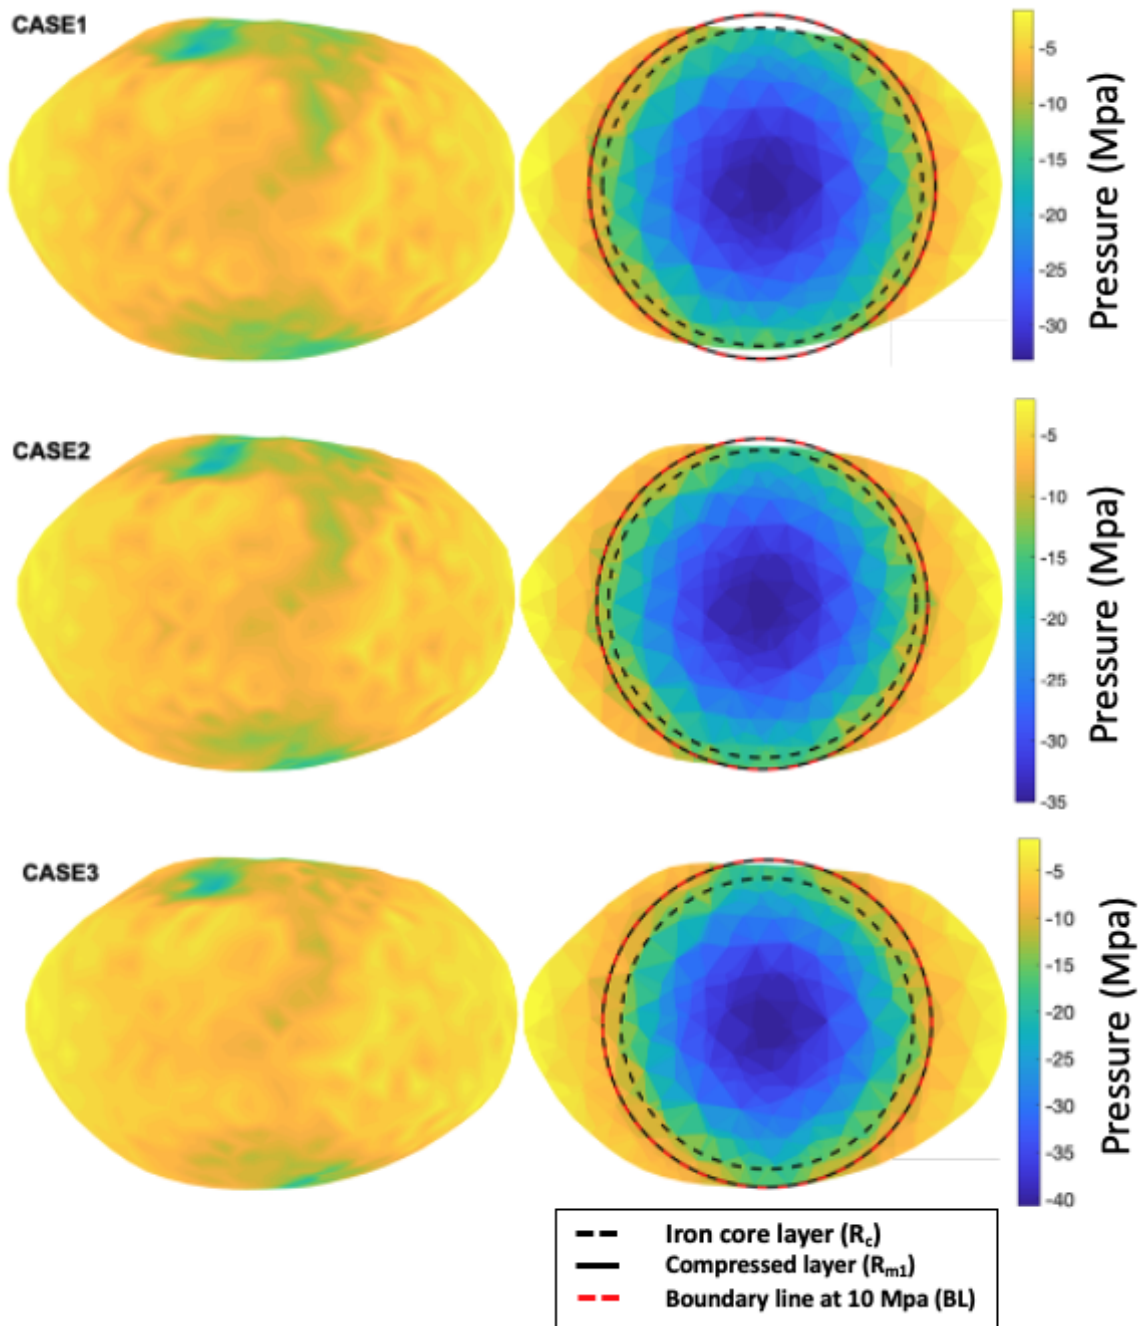 CASE1
-5
-10
-15
-20
-25
-30
Pressure (Mpa)
CASE2
-5
-10
-15
-20
-25
-30
-35
Pressure (Mpa)
CASE3
-5
-10
-15
-20
-25
-30
-35
-40
Pressure (Mpa)
Iron core layer (Rc)
Compressed layer (Rm1)
Boundary line at 10 Mpa (BL)